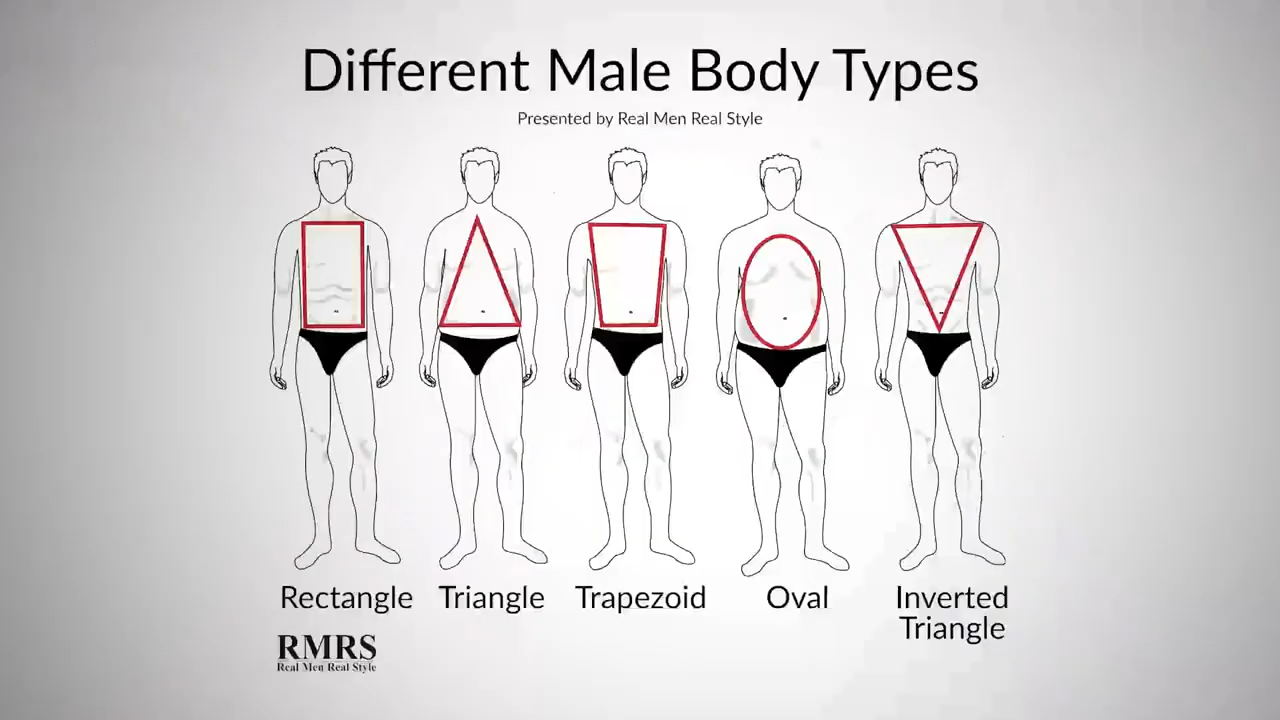 Different Male Body Types
Presented by Real Men Real Style
Rectangle
Triangle
Trapezoid
Oval
Inverted
Triangle
RMRS
Real Men Real Style